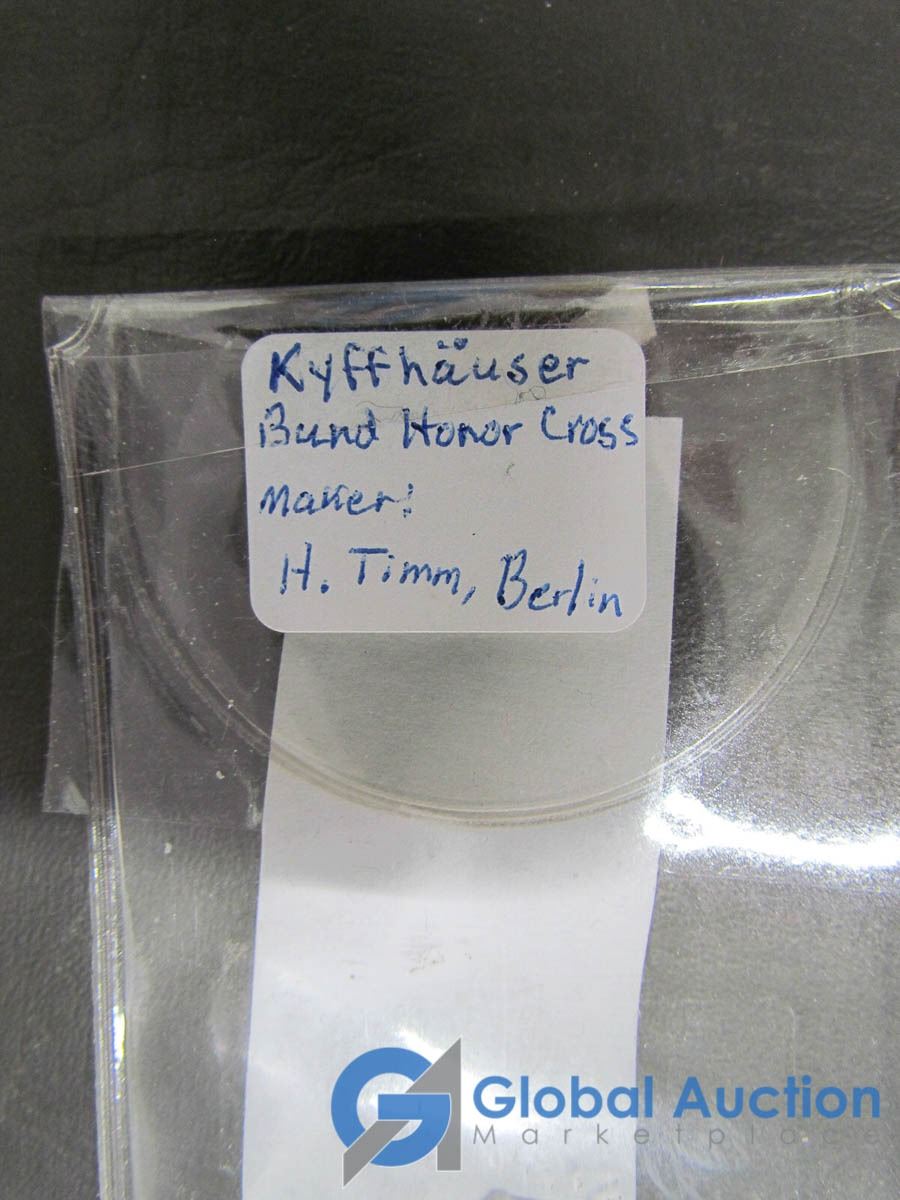 Kyffhäuser
Bund Honor Cross
Maker:
H. Timm, Berlin
Global Auction
Marketplace